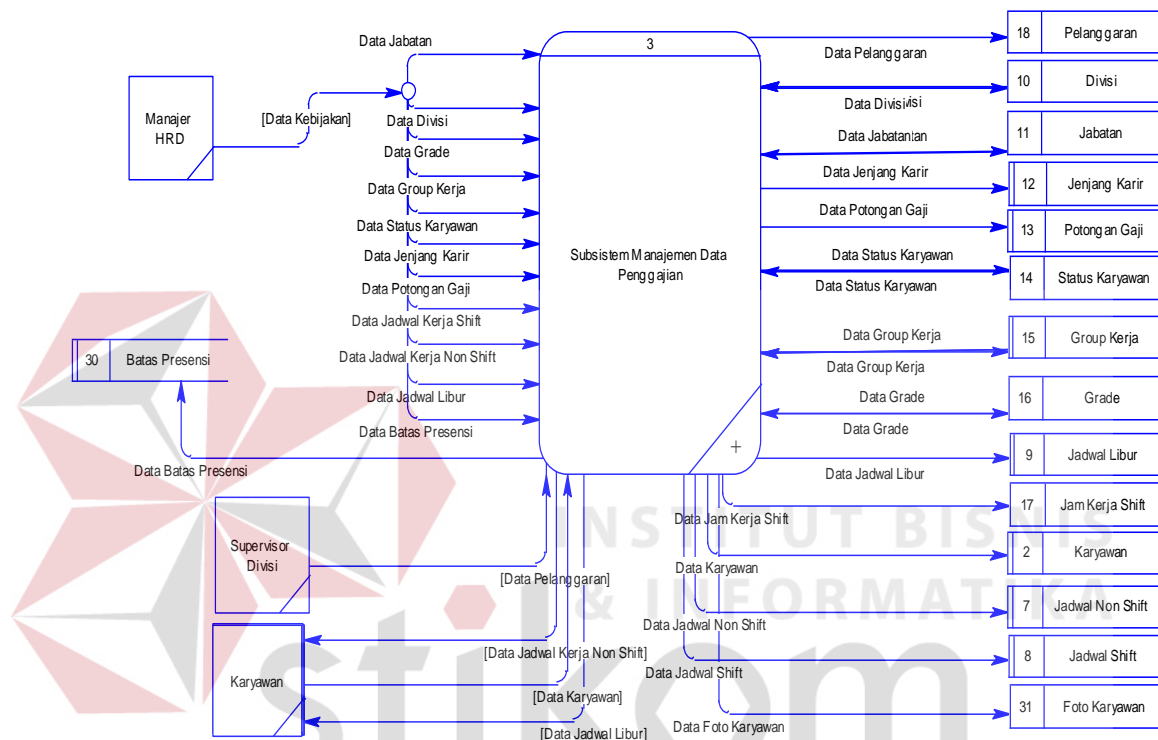 3
Subsistem Manajemen Data
Penggajian
+
Manajer
HRD
[Data Kebijakan]
Data Jabatan
Data Divisi
Data Grade
Data Group Kerja
Data Status Karyawan
Data Jenjang Karir
Data Potongan Gaji
Data Jadwal Kerja Shift
Data Jadwal Kerja Non Shift
Data Jadwal Libur
Data Batas Presensi
30 Batas Presensi
Data Batas Presensi
Supervisor
Divisi
[Data Pelanggaran]
Karyawan
[Data Jadwal Kerja Non Shift]
[Data Karyawan]
[Data Jadwal Libur]
Data Pelanggaran
18 Pelanggaran
Data Divisi
10 Divisi
Data Jabatan
11 Jabatan
Data Jenjang Karir
12 Jenjang Karir
Data Potongan Gaji
13 Potongan Gaji
Data Status Karyawan
Data Status Karyawan
14 Status Karyawan
Data Group Kerja
Data Group Kerja
15 Group Kerja
Data Grade
Data Grade
16 Grade
Data Jadwal Libur
9 Jadwal Libur
Data Jam Kerja Shift
17 Jam Kerja Shift
Data Karyawan
2 Karyawan
Data Jadwal Non Shift
7 Jadwal Non Shift
Data Jadwal Shift
8 Jadwal Shift
Data Foto Karyawan
31 Foto Karyawan
INSTITUT BISNIS
& INFORMATIKA
stikom